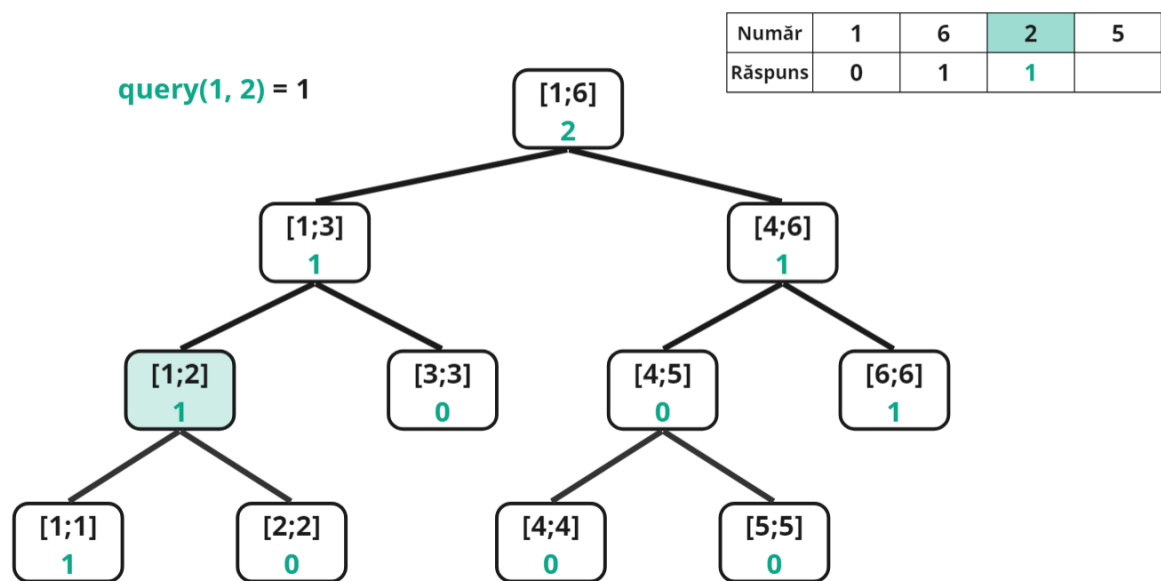 Număr 1 6 2 5
Răspuns 0 1 1
query(1, 2) = 1
[1;6]
2
[1;3] [4;6]
1 1
[1;2] [3;3] [4;5] [6;6]
1 0 0 1
[1;1] [2;2] [4;4] [5;5]
1 0 0 0